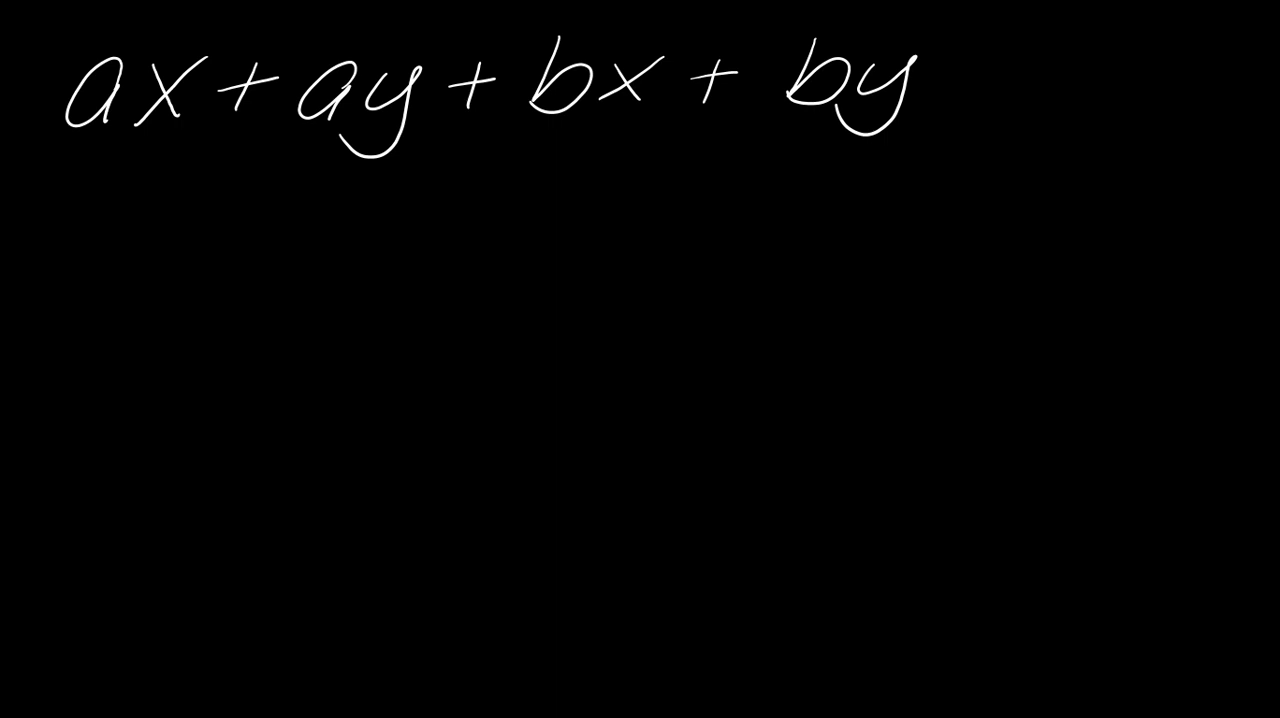 ax + ay + bx + by